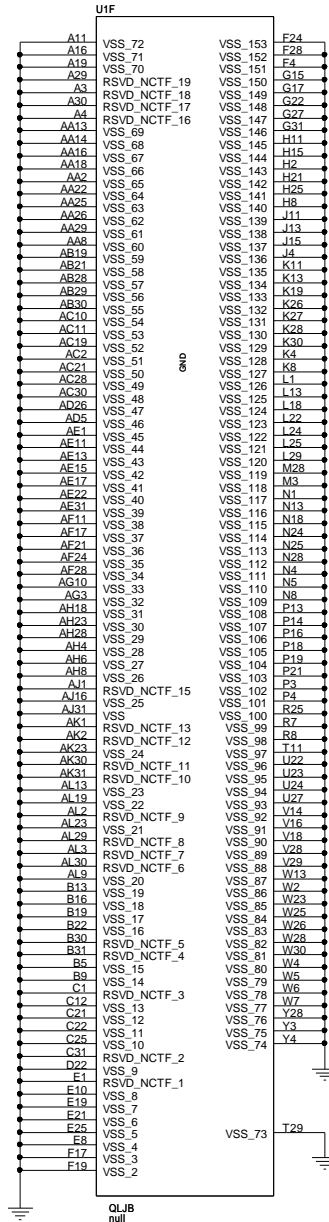 U1F
A11 VSS_72 VSS_153 F24
A16 VSS_71 VSS_152 F28
A19 VSS_70 VSS_151 F4
A29 RSVD_NCTF_19 VSS_150 G15
A3 RSVD_NCTF_18 VSS_149 G17
A30 RSVD_NCTF_17 VSS_148 G22
A4 RSVD_NCTF_16 VSS_147 G27
AA13 VSS_69 VSS_146 G31
AA14 VSS_68 VSS_145 H11
AA16 VSS_67 VSS_144 H15
AA18 VSS_66 VSS_143 H2
AA2 VSS_65 VSS_142 H21
AA22 VSS_64 VSS_141 H25
AA25 VSS_63 VSS_140 H8
AA26 VSS_62 VSS_139 J11
AA29 VSS_61 VSS_138 J13
AA8 VSS_60 VSS_137 J15
AB19 VSS_59 VSS_136 J4
AB21 VSS_58 VSS_135 K11
AB28 VSS_57 VSS_134 K13
AB29 VSS_56 VSS_133 K19
AB30 VSS_55 VSS_132 K26
AC10 VSS_54 VSS_131 K27
AC11 VSS_53 VSS_130 K28
AC19 VSS_52 VSS_129 K30
AC2 VSS_51 VSS_128 K4
AC21 VSS_50 VSS_127 K8
AC28 VSS_49 VSS_126 L1
AC30 VSS_48 VSS_125 L13
AD26 VSS_47 VSS_124 L18
AD5 VSS_46 VSS_123 L22
AE1 VSS_45 VSS_122 L24
AE11 VSS_44 VSS_121 L25
AE13 VSS_43 VSS_120 L29
AE15 VSS_42 VSS_119 M28
AE17 VSS_41 VSS_118 M3
AE22 VSS_40 VSS_117 N1
AE31 VSS_39 VSS_116 N13
AF11 VSS_38 VSS_115 N18
AF17 VSS_37 VSS_114 N24
AF21 VSS_36 VSS_113 N25
AF24 VSS_35 VSS_112 N28
AF28 VSS_34 VSS_111 N4
AG10 VSS_33 VSS_110 N5
AG3 VSS_32 VSS_109 N8
AH18 VSS_31 VSS_108 P13
AH23 VSS_30 VSS_107 P14
AH28 VSS_29 VSS_106 P16
AH4 VSS_28 VSS_105 P18
AH6 VSS_27 VSS_104 P19
AH8 VSS_26 VSS_103 P21
AJ1 RSVD_NCTF_15 VSS_102 P3
AJ16 VSS_25 VSS_101 P4
AJ31 VSS VSS_100 R25
AK1 RSVD_NCTF_13 VSS_99 R7
AK2 RSVD_NCTF_12 VSS_98 R8
AK23 VSS_24 VSS_97 T11
AK30 RSVD_NCTF_11 VSS_96 U22
AK31 RSVD_NCTF_10 VSS_95 U23
AL13 VSS_23 VSS_94 U24
AL19 VSS_22 VSS_93 U27
AL2 RSVD_NCTF_9 VSS_92 V14
AL23 VSS_21 VSS_91 V16
AL29 RSVD_NCTF_8 VSS_90 V18
AL3 RSVD_NCTF_7 VSS_89 V28
AL30 RSVD_NCTF_6 VSS_88 V29
AL9 VSS_20 VSS_87 W13
B13 VSS_19 VSS_86 W2
B16 VSS_18 VSS_85 W23
B19 VSS_17 VSS_84 W25
B22 VSS_16 VSS_83 W26
B30 RSVD_NCTF_5 VSS_82 W28
B31 RSVD_NCTF_4 VSS_81 W30
B5 VSS_15 VSS_80 W4
B9 VSS_14 VSS_79 W5
C1 RSVD_NCTF_3 VSS_78 W6
C12 VSS_13 VSS_77 W7
C21 VSS_12 VSS_76 Y28
C22 VSS_11 VSS_75 Y3
C25 VSS_10 VSS_74 Y4
C31 RSVD_NCTF_2
D22 VSS_9
E1 RSVD_NCTF_1
E10 VSS_8
E19 VSS_7
E21 VSS_6
E25 VSS_5 VSS_73 T29
E8 VSS_4
F17 VSS_3
F19 VSS_2
GND
QLJB
null